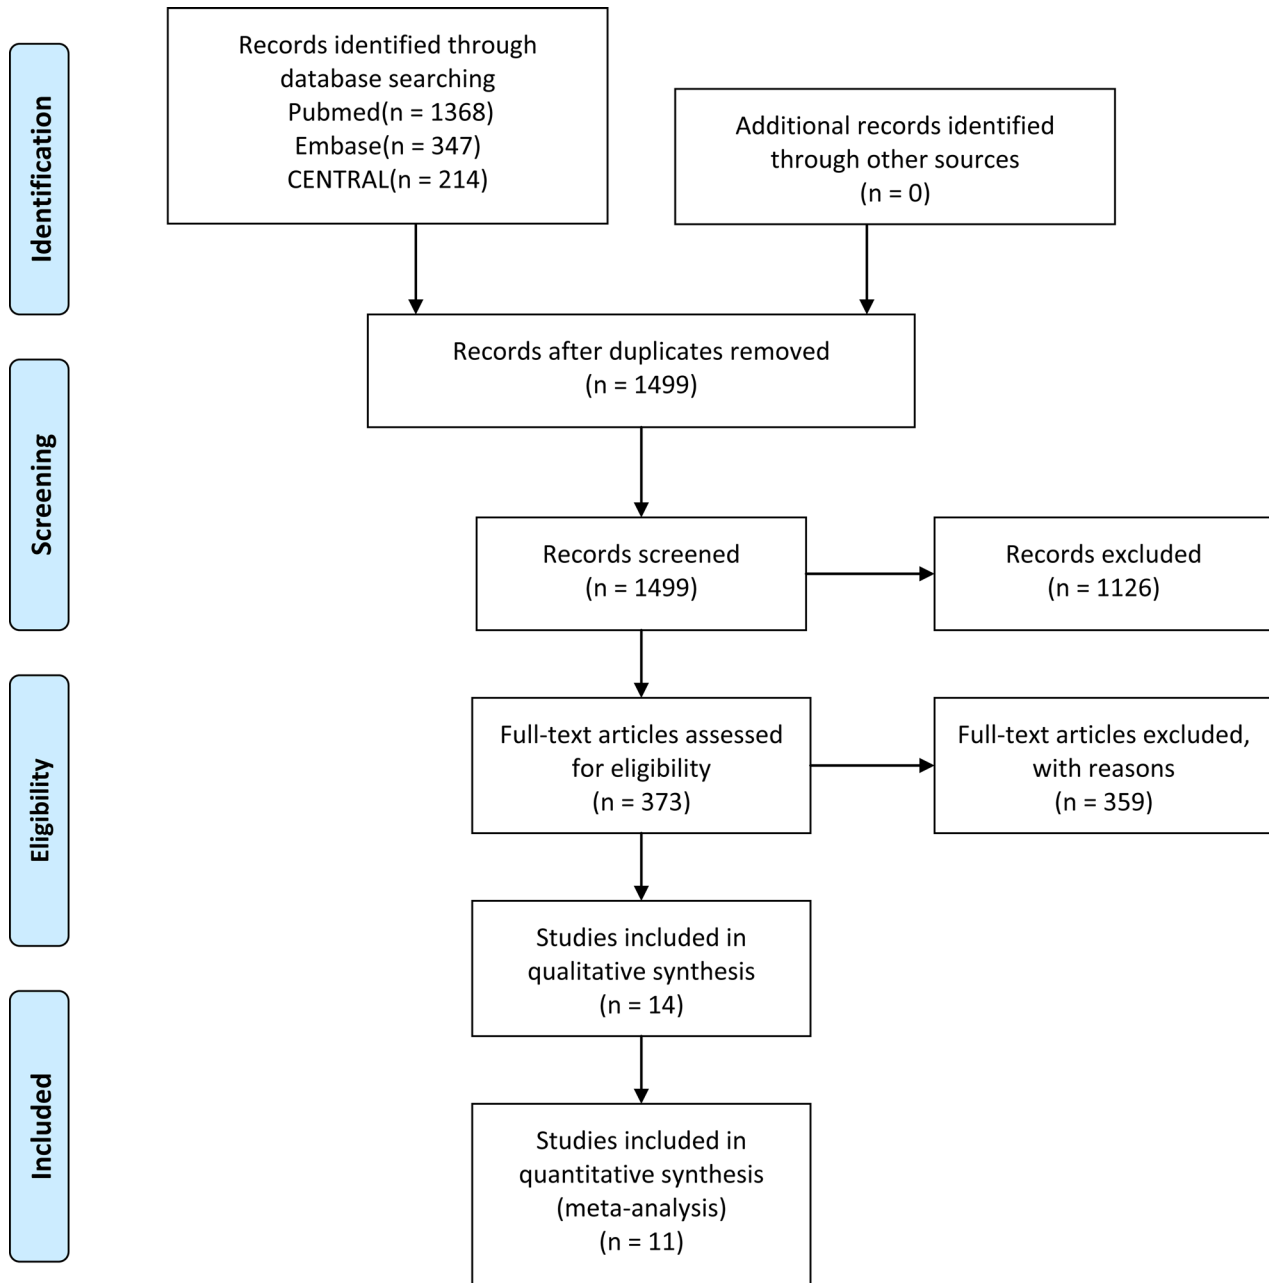 Identification
Records identified through
database searching
Pubmed(n = 1368)
Embase(n = 347)
CENTRAL(n = 214)
Additional records identified
through other sources
(n = 0)
Records after duplicates removed
(n = 1499)
Screening
Records screened
(n = 1499)
Records excluded
(n = 1126)
Eligibility
Full-text articles assessed
for eligibility
(n = 373)
Full-text articles excluded,
with reasons
(n = 359)
Studies included in
qualitative synthesis
(n = 14)
Included
Studies included in
quantitative synthesis
(meta-analysis)
(n = 11)